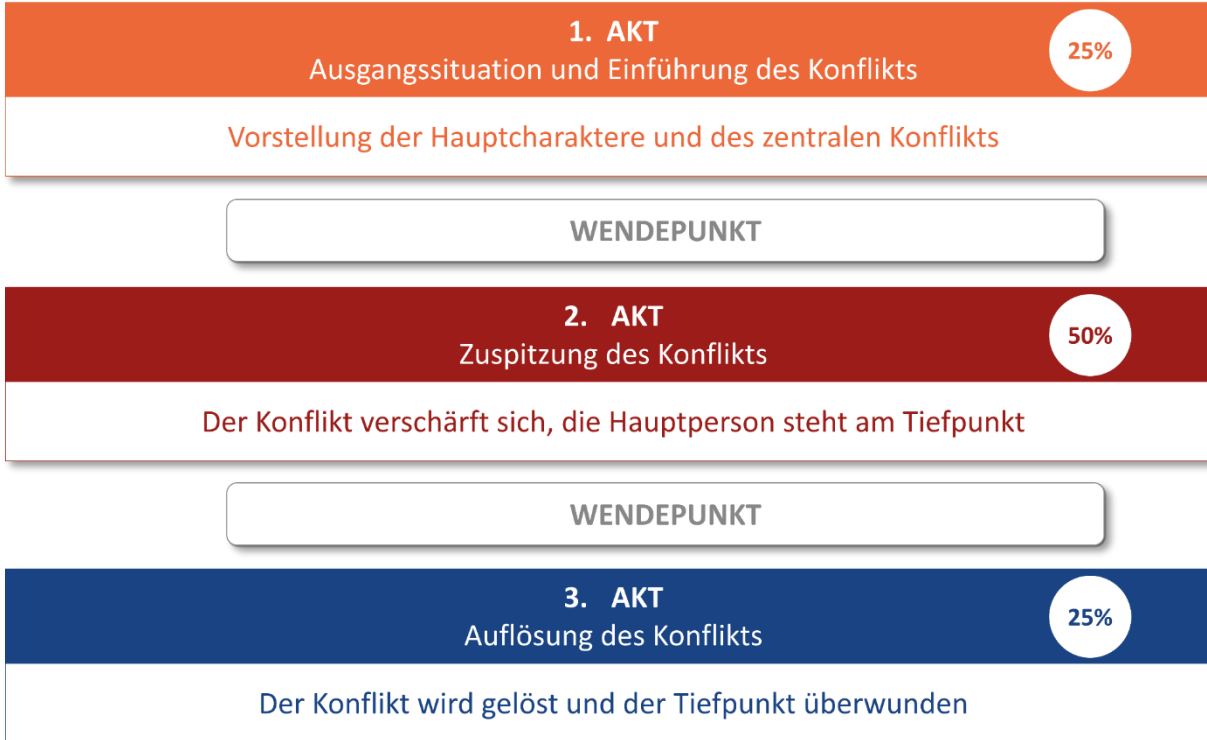 1. AKT
Ausgangssituation und Einführung des Konflikts
25%
Vorstellung der Hauptcharaktere und des zentralen Konflikts
WENDEPUNKT
2. AKT
Zuspitzung des Konflikts
50%
Der Konflikt verschärft sich, die Hauptperson steht am Tiefpunkt
WENDEPUNKT
3. AKT
Auflösung des Konflikts
25%
Der Konflikt wird gelöst und der Tiefpunkt überwunden